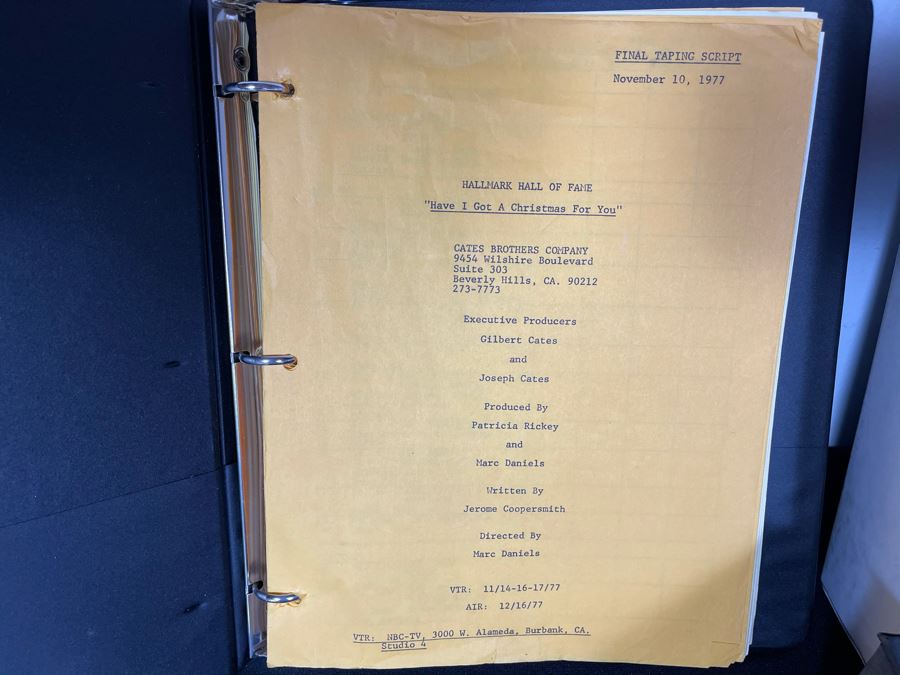 FINAL TAPING SCRIPT
November 10, 1977
HALLMARK HALL OF FAME
"Have I Got A Christmas For You"
CATES BROTHERS COMPANY
9454 Wilshire Boulevard
Suite 303
Beverly Hills, CA. 90212
273-7773
Executive Producers
Gilbert Cates
and
Joseph Cates
Produced By
Patricia Rickey
and
Marc Daniels
Written By
Jerome Coopersmith
Directed By
Marc Daniels
VTR: 11/14-16-17/77
AIR: 12/16/77
VTR: NBC-TV, 3000 W. Alameda, Burbank, CA.
Studio 4